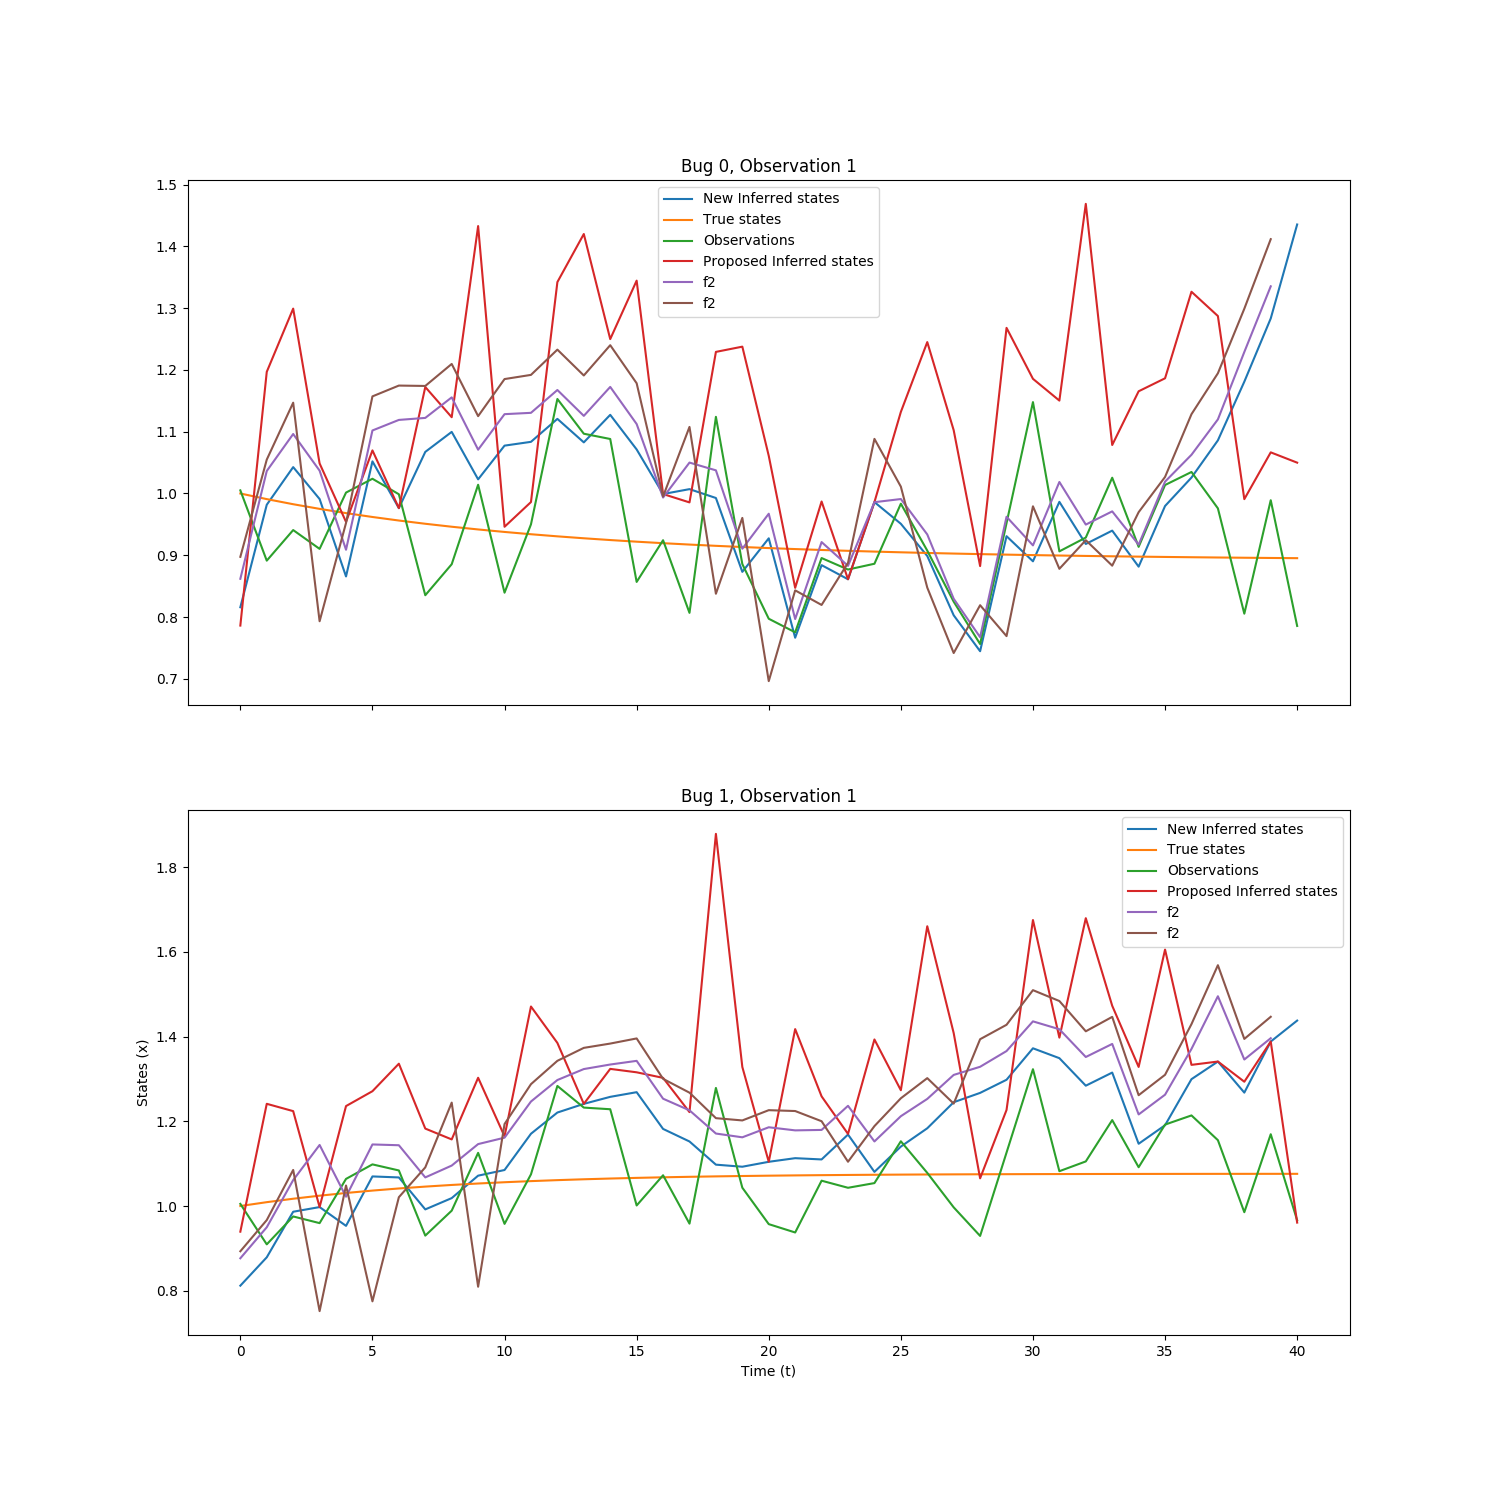 Bug 0, Observation 1
1.5
1.4
1.3
1.2
1.1
1.0
0.9
0.8
0.7
New Inferred states
True states
Observations
Proposed Inferred states
f2
f2
Bug 1, Observation 1
States (x)
1.8
1.6
1.4
1.2
1.0
0.8
New Inferred states
True states
Observations
Proposed Inferred states
f2
f2
0 5 10 15 20 25 30 35 40
Time (t)